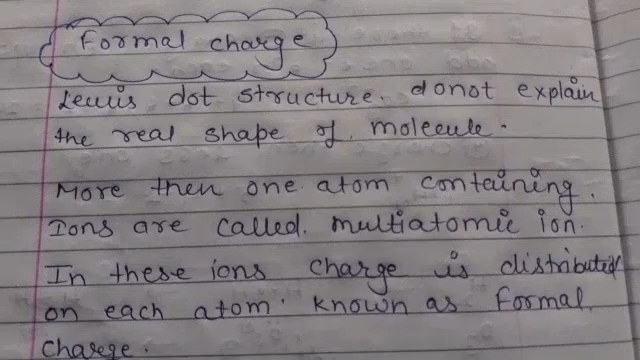 Formal charge
Lewis dot structure. donot explain
the real shape of molecule.
More then one atom containing.
Ions are called. multiatomic ion.
In these ions charge is distributed
on each atom. known as Formal
charge.